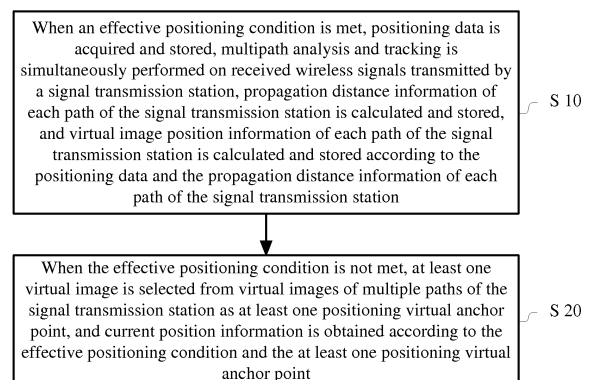 When an effective positioning condition is met, positioning data is
acquired and stored, multipath analysis and tracking is
simultaneously performed on received wireless signals transmitted by
a signal transmission station, propagation distance information of
each path of the signal transmission station is calculated and stored,
and virtual image position information of each path of the signal
transmission station is calculated and stored according to the
positioning data and the propagation distance information of each
path of the signal transmission station
S 10
When the effective positioning condition is not met, at least one
virtual image is selected from virtual images of multiple paths of the
signal transmission station as at least one positioning virtual anchor
point, and current position information is obtained according to the
effective positioning condition and the at least one positioning virtual
anchor point
S 20